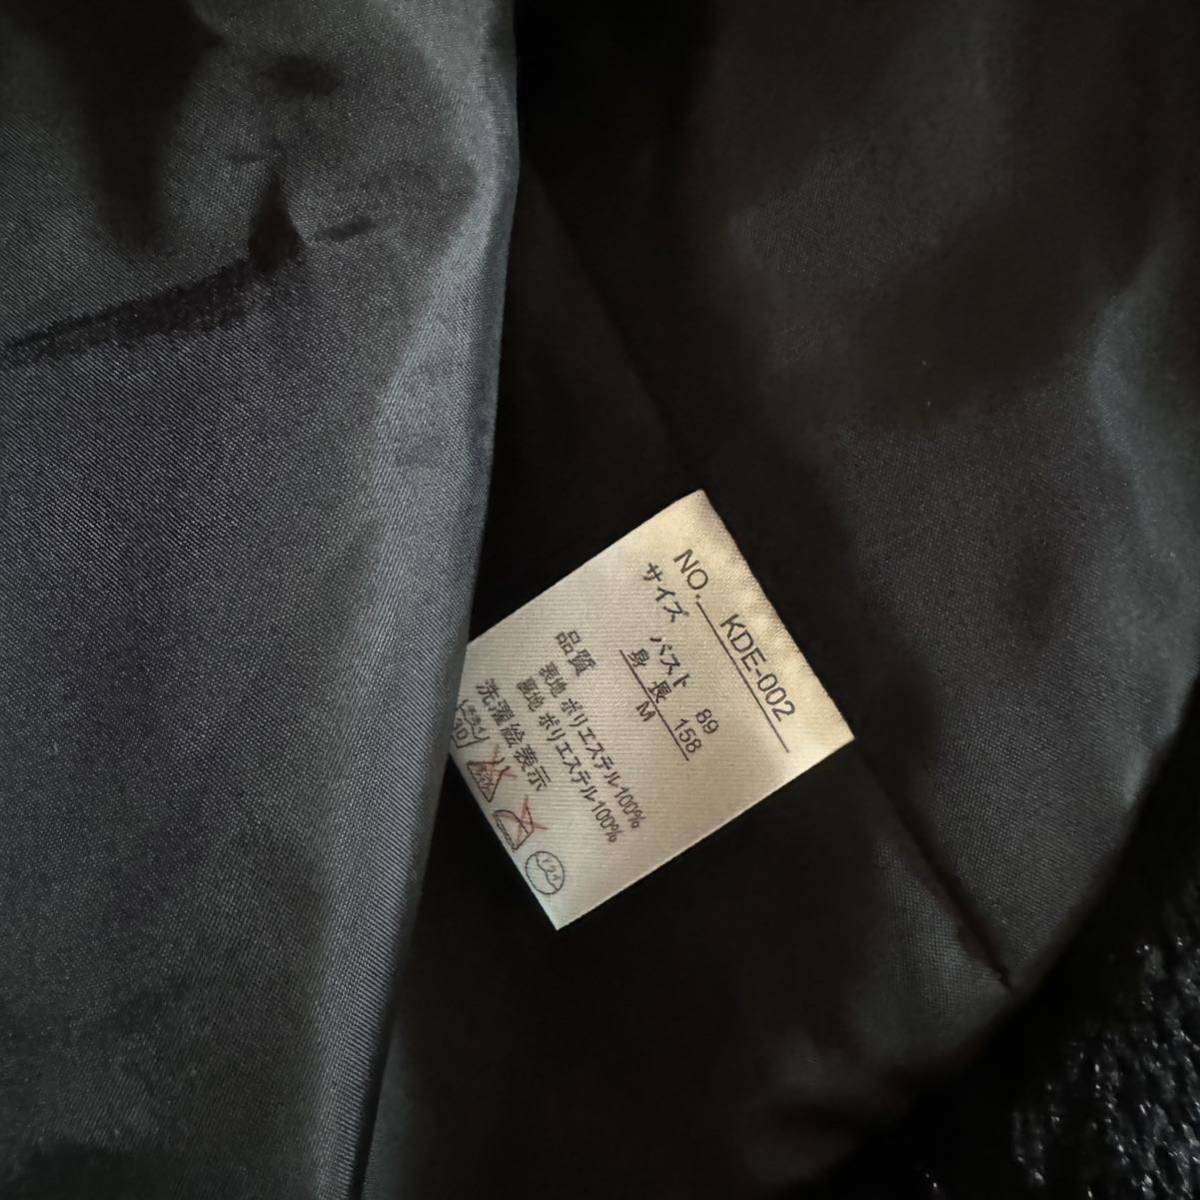 NO. KDE-002
サイズ バスト 89
身長 158
M
品質
表地 ポリエステル100%
裏地 ポリエステル100%
洗濯絵表示
30